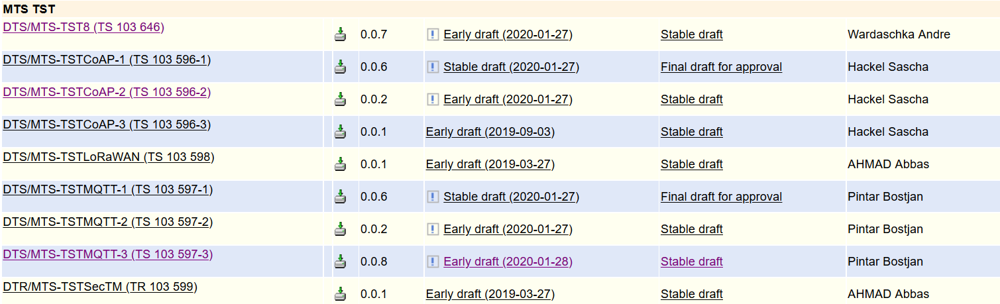 MTS TST
DTS/MTS-TST8 (TS 103 646) 0.0.7 Early draft (2020-01-27) Stable draft Wardaschka Andre
DTS/MTS-TSTCoAP-1 (TS 103 596-1) 0.0.6 Stable draft (2020-01-27) Final draft for approval Hackel Sascha
DTS/MTS-TSTCoAP-2 (TS 103 596-2) 0.0.2 Early draft (2020-01-27) Stable draft Hackel Sascha
DTS/MTS-TSTCoAP-3 (TS 103 596-3) 0.0.1 Early draft (2019-09-03) Stable draft Hackel Sascha
DTS/MTS-TSTLoRaWAN (TS 103 598) 0.0.1 Early draft (2019-03-27) Stable draft AHMAD Abbas
DTS/MTS-TSTMQTT-1 (TS 103 597-1) 0.0.6 Stable draft (2020-01-27) Final draft for approval Pintar Bostjan
DTS/MTS-TSTMQTT-2 (TS 103 597-2) 0.0.2 Early draft (2020-01-27) Stable draft Pintar Bostjan
DTS/MTS-TSTMQTT-3 (TS 103 597-3) 0.0.8 Early draft (2020-01-28) Stable draft Pintar Bostjan
DTR/MTS-TSTSecTM (TR 103 599) 0.0.1 Early draft (2019-03-27) Stable draft AHMAD Abbas